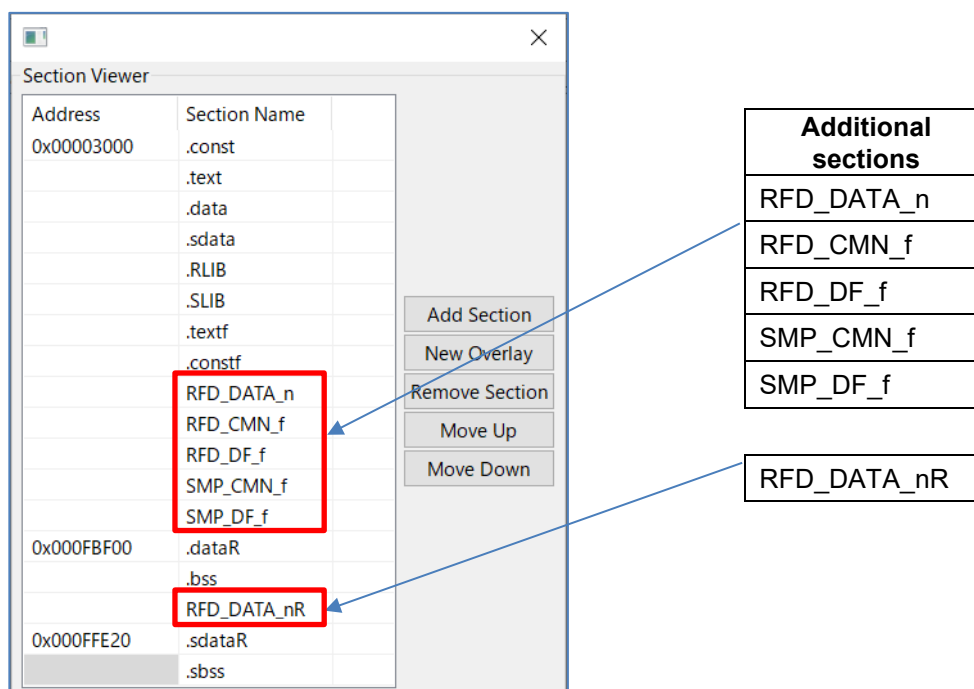 Section Viewer
Address Section Name
0x00003000 .const
.text
.data
.sdata
.RLIB
.SLIB
.textf
.constf
RFD_DATA_n
RFD_CMN_f
RFD_DF_f
SMP_CMN_f
SMP_DF_f
0x000FBF00 .dataR
.bss
RFD_DATA_nR
0x000FFE20 .sdataR
.sbss
Add Section
New Overlay
Remove Section
Move Up
Move Down
Additional
sections
RFD_DATA_n
RFD_CMN_f
RFD_DF_f
SMP_CMN_f
SMP_DF_f
RFD_DATA_nR